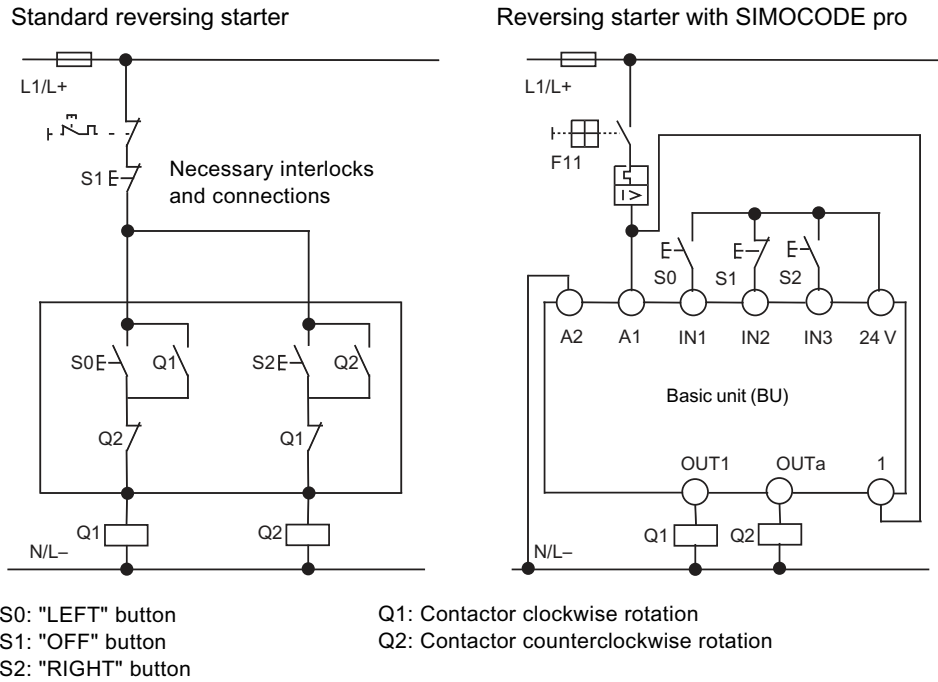 Standard reversing starter
Reversing starter with SIMOCODE pro
L1/L+
S1
Necessary interlocks
and connections
S0
Q1
S2
Q2
Q2
Q1
Q1
Q2
N/L–
L1/L+
F11
I >
S0
S1
S2
A2
A1
IN1
IN2
IN3
24 V
Basic unit (BU)
OUT1
OUTa
1
Q1
Q2
N/L–
S0: "LEFT" button
S1: "OFF" button
S2: "RIGHT" button
Q1: Contactor clockwise rotation
Q2: Contactor counterclockwise rotation